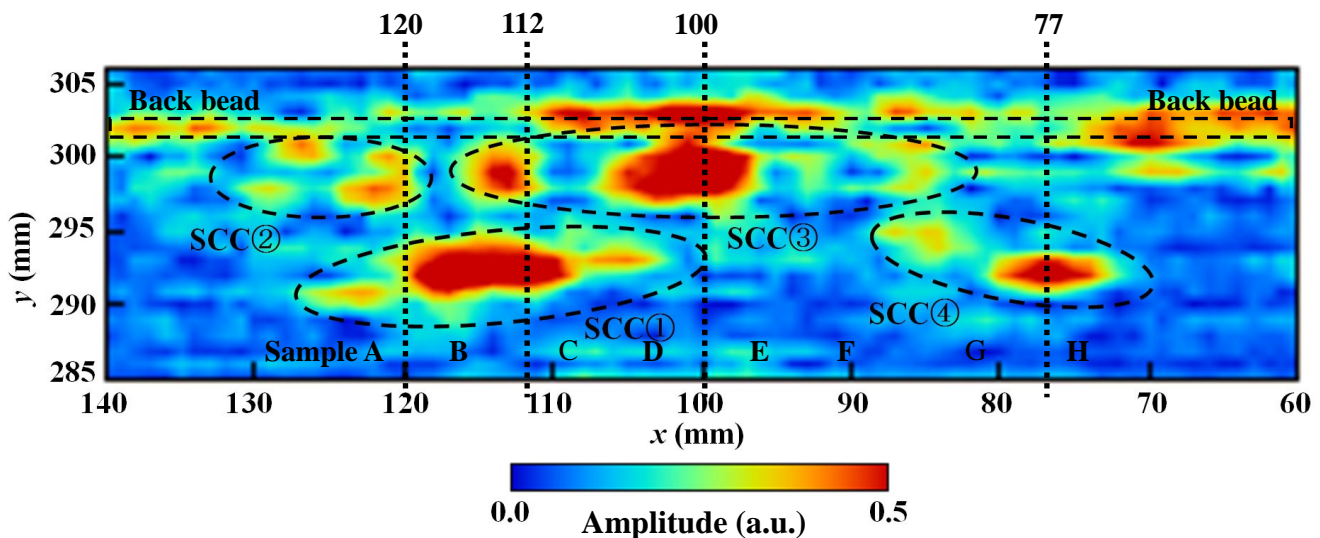 120 112 100 77
305
Back bead Back bead
300
295
SCC② SCC③
290
SCC④
SCC①
Sample A B C D E F G H
285
y (mm)
140 130 120 110 100 90 80 70 60
x (mm)
0.0 Amplitude (a.u.) 0.5